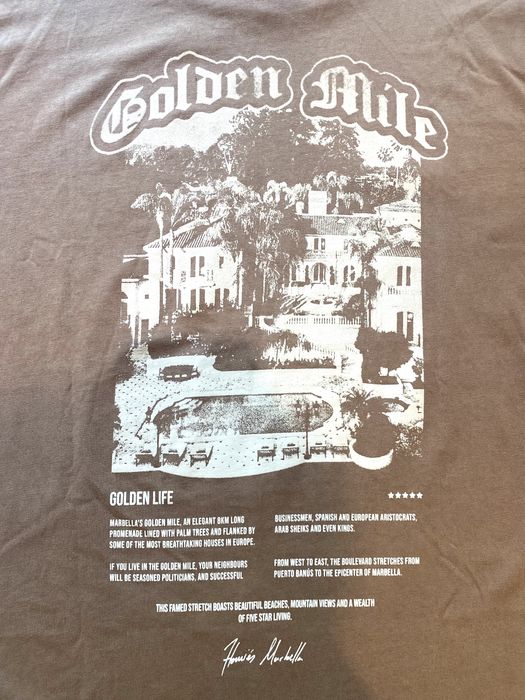 Golden Mile
GOLDEN LIFE
★★★★★
MARBELLA'S GOLDEN MILE, AN ELEGANT 8KM LONG
PROMENADE LINED WITH PALM TREES AND FLANKED BY
SOME OF THE MOST BREATHTAKING HOUSES IN EUROPE.
IF YOU LIVE IN THE GOLDEN MILE, YOUR NEIGHBOURS
WILL BE SEASONED POLITICIANS, AND SUCCESSFUL
BUSINESSMEN, SPANISH AND EUROPEAN ARISTOCRATS,
ARAB SHEIKS AND EVEN KINGS.
FROM WEST TO EAST, THE BOULEVARD STRETCHES FROM
PUERTO BANÚS TO THE EPICENTER OF MARBELLA.
THIS FAMED STRETCH BOASTS BEAUTIFUL BEACHES, MOUNTAIN VIEWS AND A WEALTH
OF FIVE STAR LIVING.
Marbella